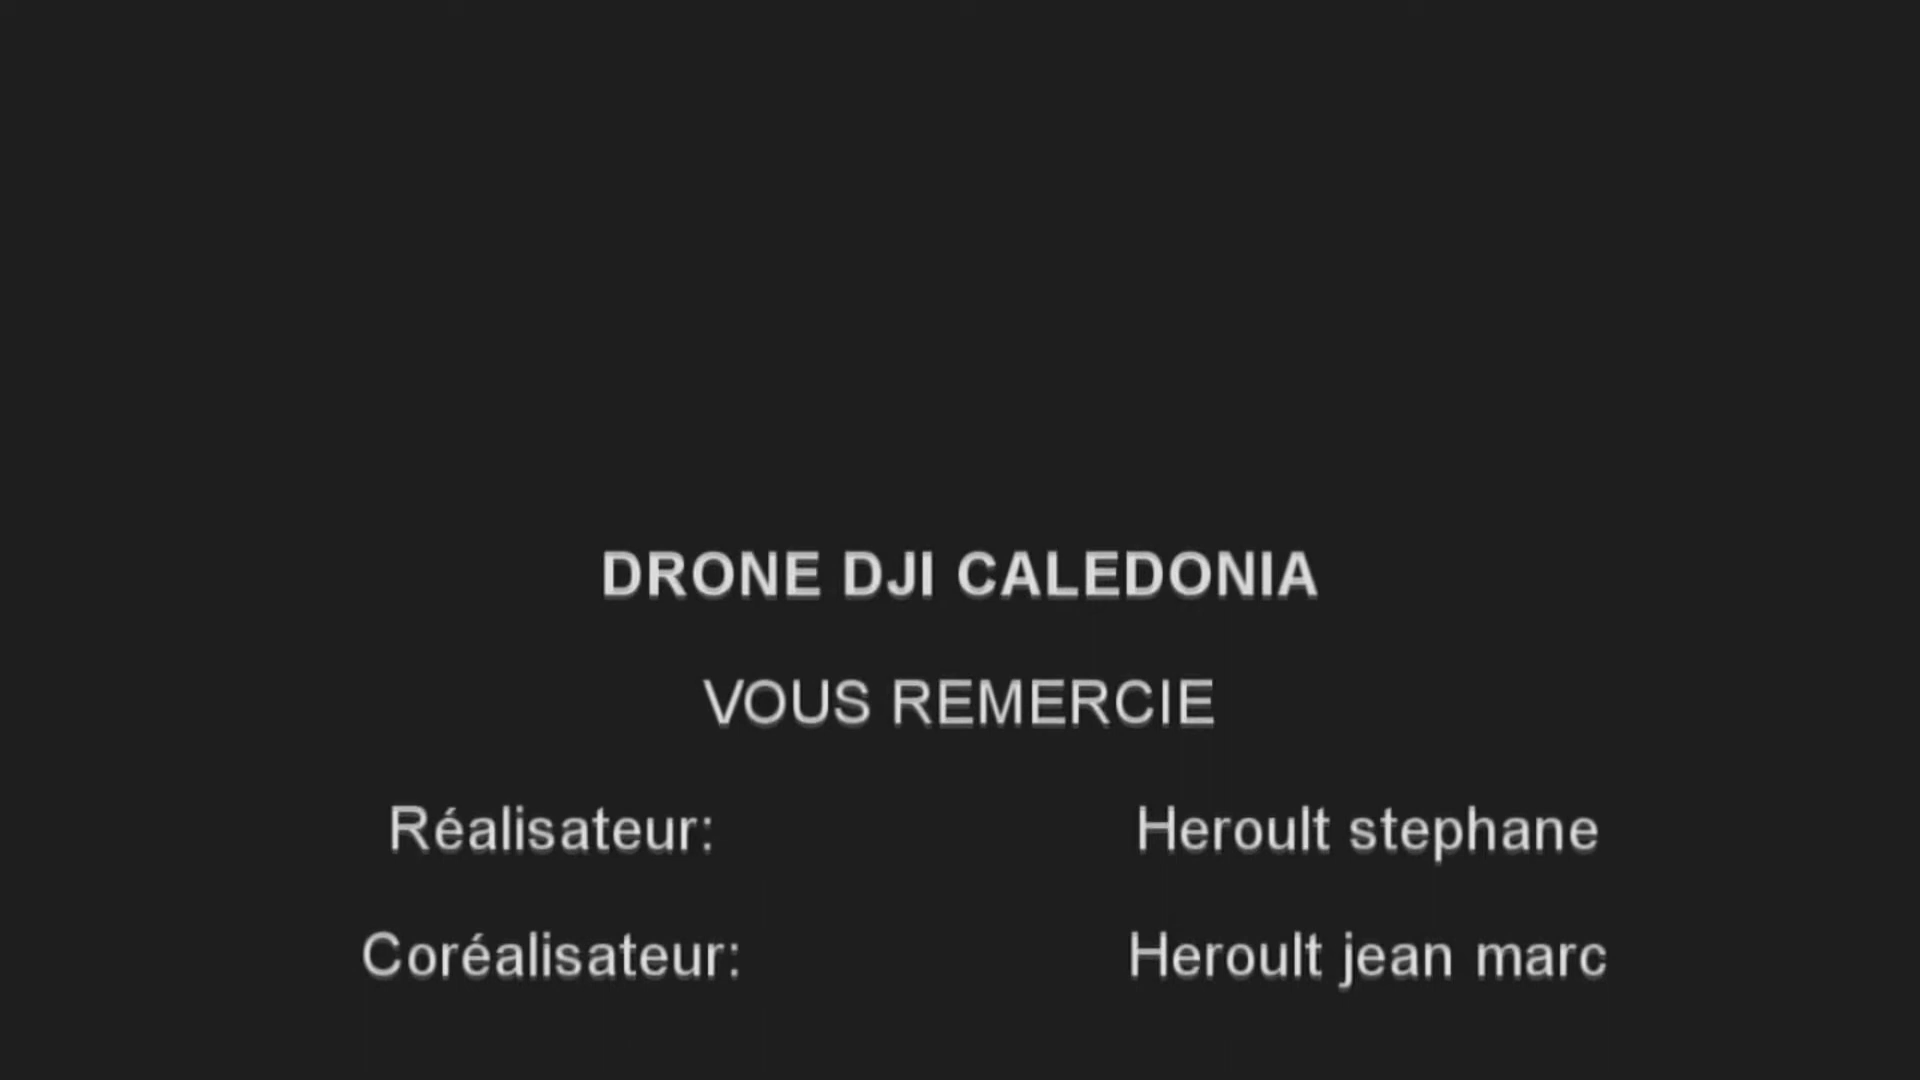 DRONE DJI CALEDONIA
VOUS REMERCIE
Réalisateur: Heroult stephane
Coréalisateur: Heroult jean marc